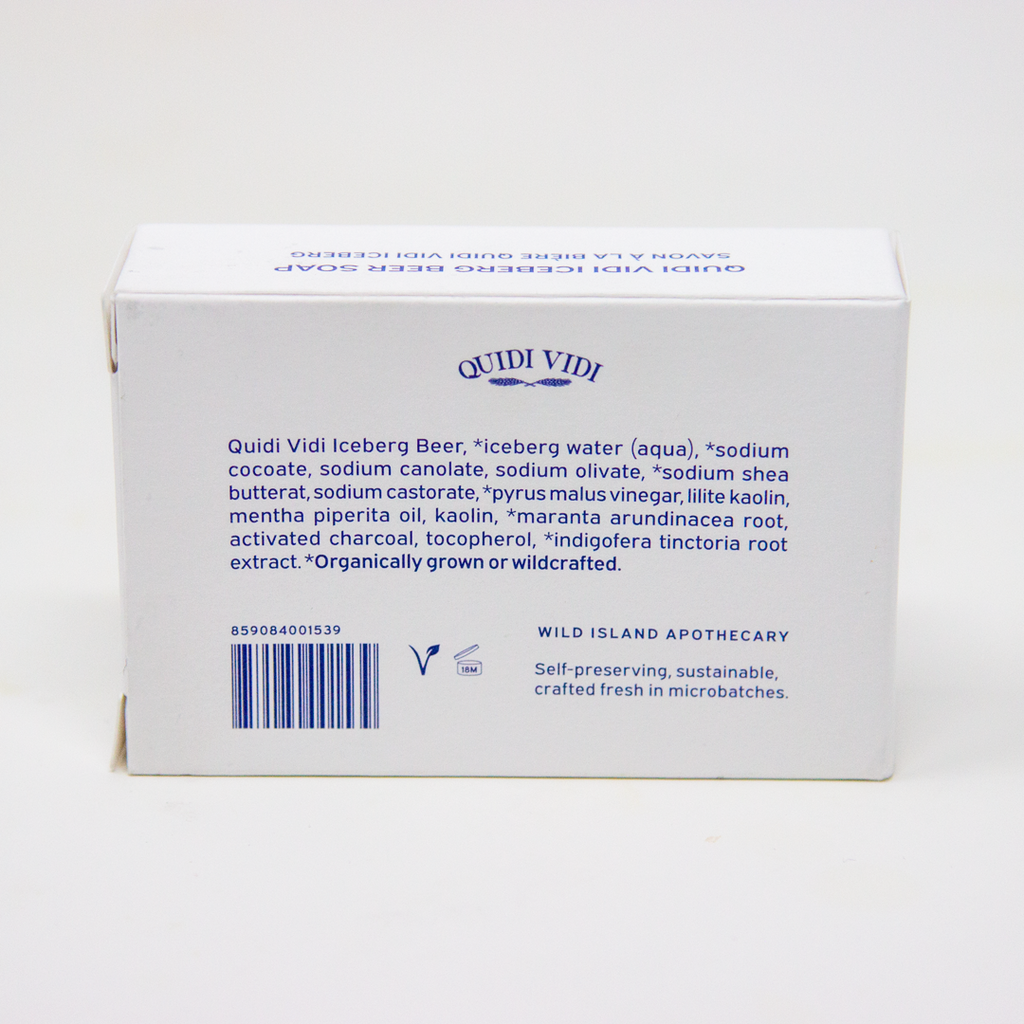 QUIDI VIDI ICEBERG BEER SOAP
SAVON À LA BIÈRE QUIDI VIDI ICEBERG
QUIDI VIDI
Quidi Vidi Iceberg Beer, *iceberg water (aqua), *sodium
cocoate, sodium canolate, sodium olivate, *sodium shea
butterat, sodium castorate, *pyrus malus vinegar, lilite kaolin,
mentha piperita oil, kaolin, *maranta arundinacea root,
activated charcoal, tocopherol, *indigofera tinctoria root
extract. *Organically grown or wildcrafted.
859084001539
18M
WILD ISLAND APOTHECARY
Self-preserving, sustainable,
crafted fresh in microbatches.